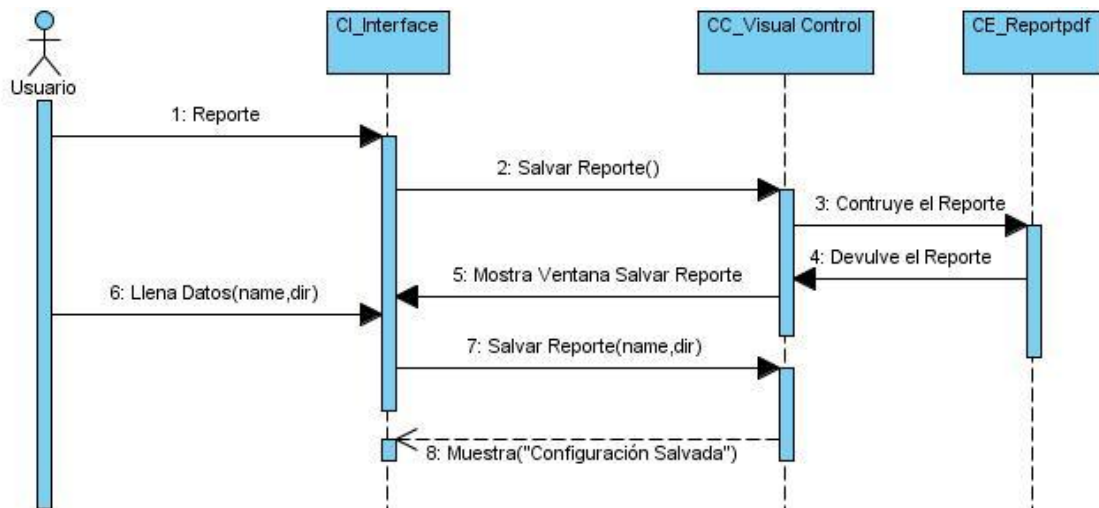 CI_Interface
CC_Visual Control
CE_Reportpdf
Usuario
1: Reporte
2: Salvar Reporte()
3: Contruye el Reporte
4: Devulve el Reporte
5: Mostra Ventana Salvar Reporte
6: Llena Datos(name,dir)
7: Salvar Reporte(name,dir)
8: Muestra("Configuración Salvada")